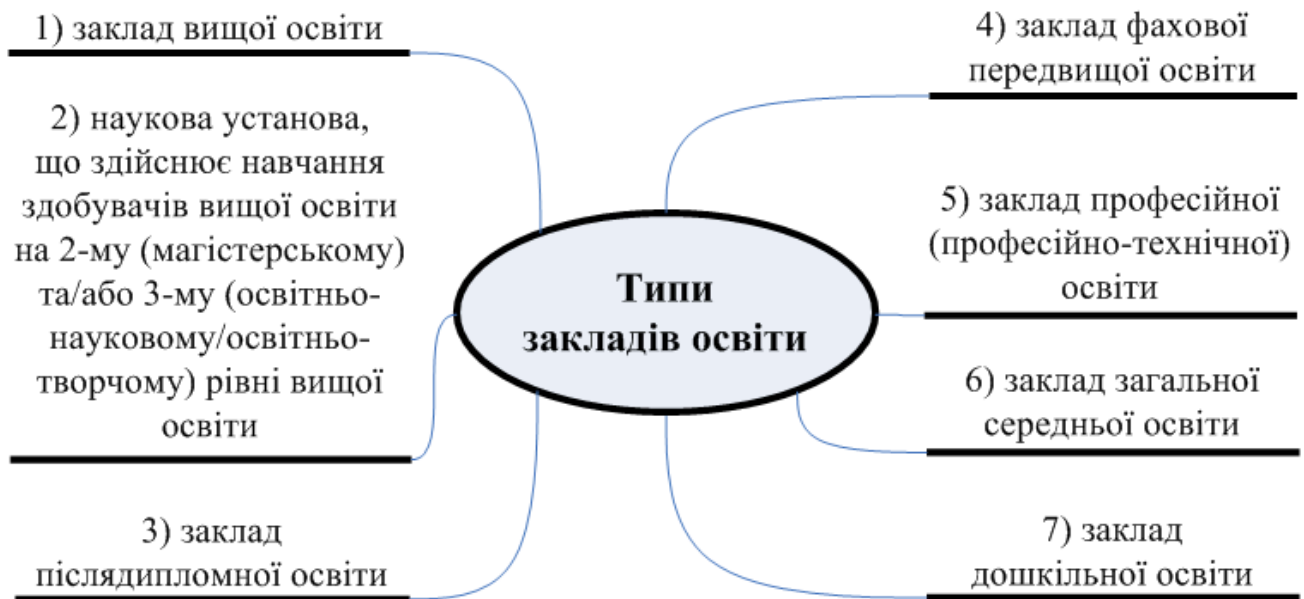 1) заклад вищої освіти
2) наукова установа,
що здійснює навчання
здобувачів вищої освіти
на 2-му (магістерському)
та/або 3-му (освітньо-
науковому/освітньо-
творчому) рівні вищої
освіти
3) заклад
післядипломної освіти
Типи
закладів освіти
4) заклад фахової
передвищої освіти
5) заклад професійної
(професійно-технічної)
освіти
6) заклад загальної
середньої освіти
7) заклад
дошкільної освіти